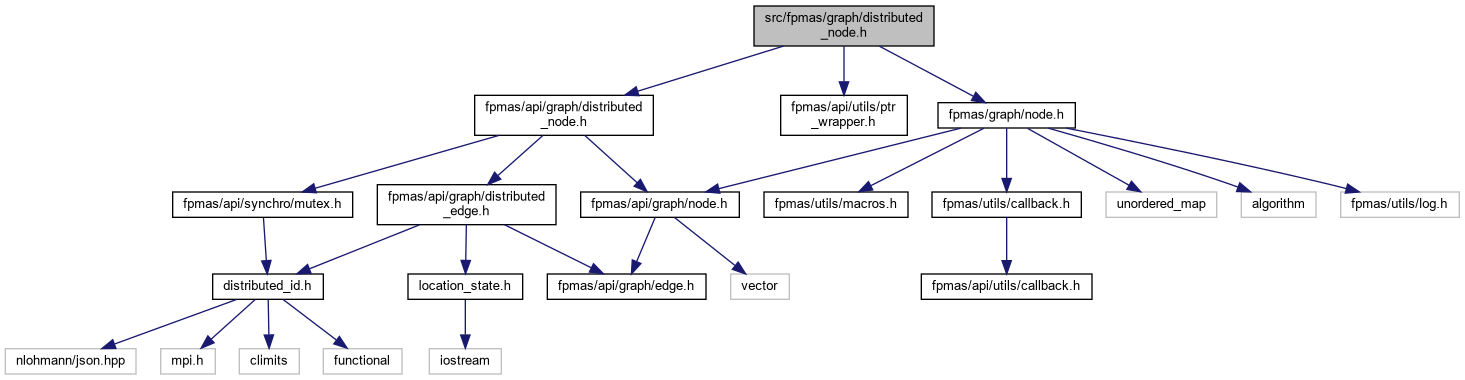 src/fpmas/graph/distributed
_node.h
fpmas/api/graph/distributed
_node.h
fpmas/api/utils/ptr
_wrapper.h
fpmas/graph/node.h
fpmas/api/synchro/mutex.h
fpmas/api/graph/distributed
_edge.h
fpmas/api/graph/node.h
fpmas/utils/macros.h
fpmas/utils/callback.h
unordered_map
algorithm
fpmas/utils/log.h
distributed_id.h
location_state.h
fpmas/api/graph/edge.h
vector
fpmas/api/utils/callback.h
nlohmann/json.hpp
mpi.h
climits
functional
iostream